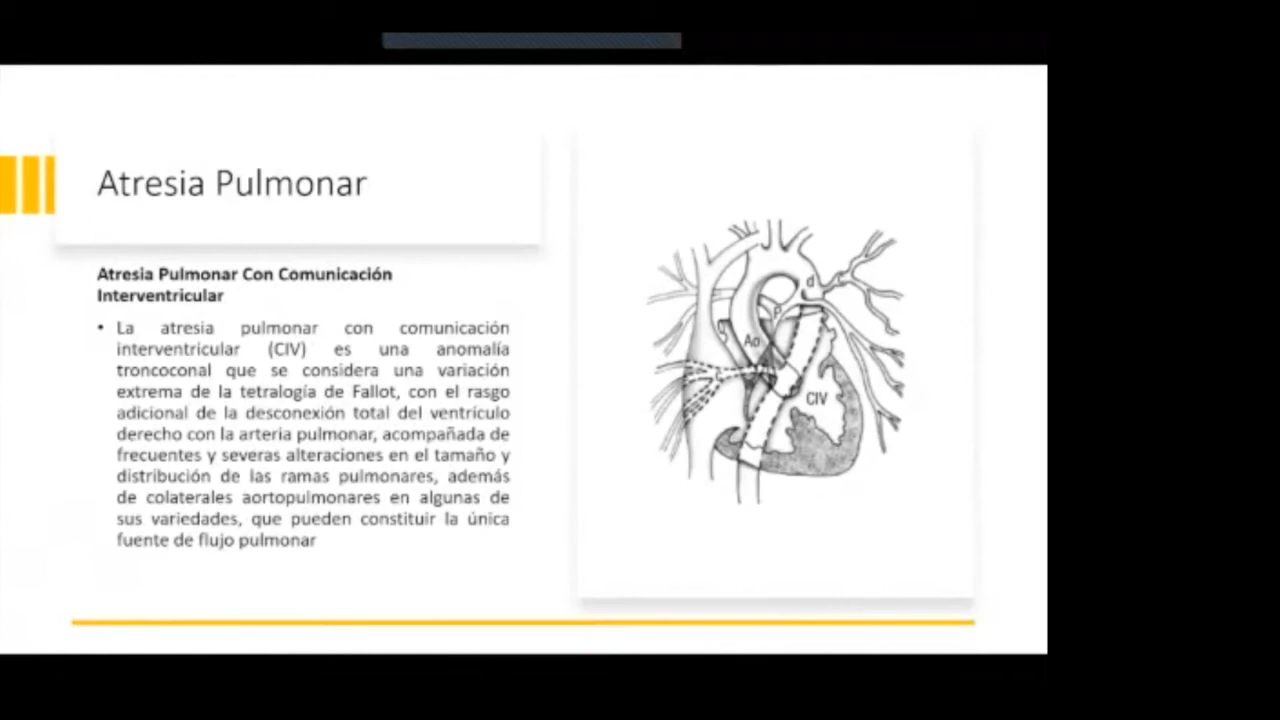 Atresia Pulmonar
Atresia Pulmonar Con Comunicación
Interventricular
• La atresia pulmonar con comunicación
interventricular (CIV) es una anomalía
troncoconal que se considera una variación
extrema de la tetralogía de Fallot, con el rasgo
adicional de la desconexión total del ventrículo
derecho con la arteria pulmonar, acompañada de
frecuentes y severas alteraciones en el tamaño y
distribución de las ramas pulmonares, además
de colaterales aortopulmonares en algunas de
sus variedades, que pueden constituir la única
fuente de flujo pulmonar
d
P
Ao
CIV